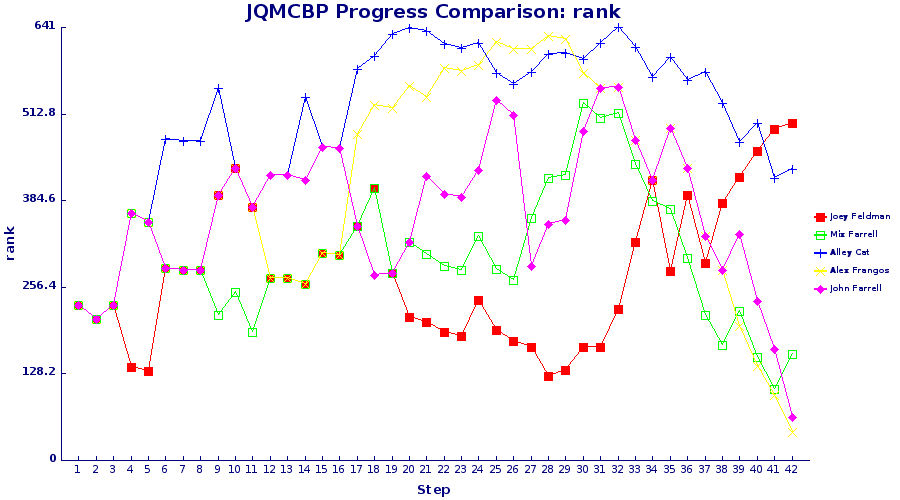 JQMCBP Progress Comparison: rank
641
512.8
384.6
256.4
128.2
0
rank
1 2 3 4 5 6 7 8 9 10 11 12 13 14 15 16 17 18 19 20 21 22 23 24 25 26 27 28 29 30 31 32 33 34 35 36 37 38 39 40 41 42
Step
Joey Feldman
Mix Farrell
Alley Cat
Alex Frangos
John Farrell